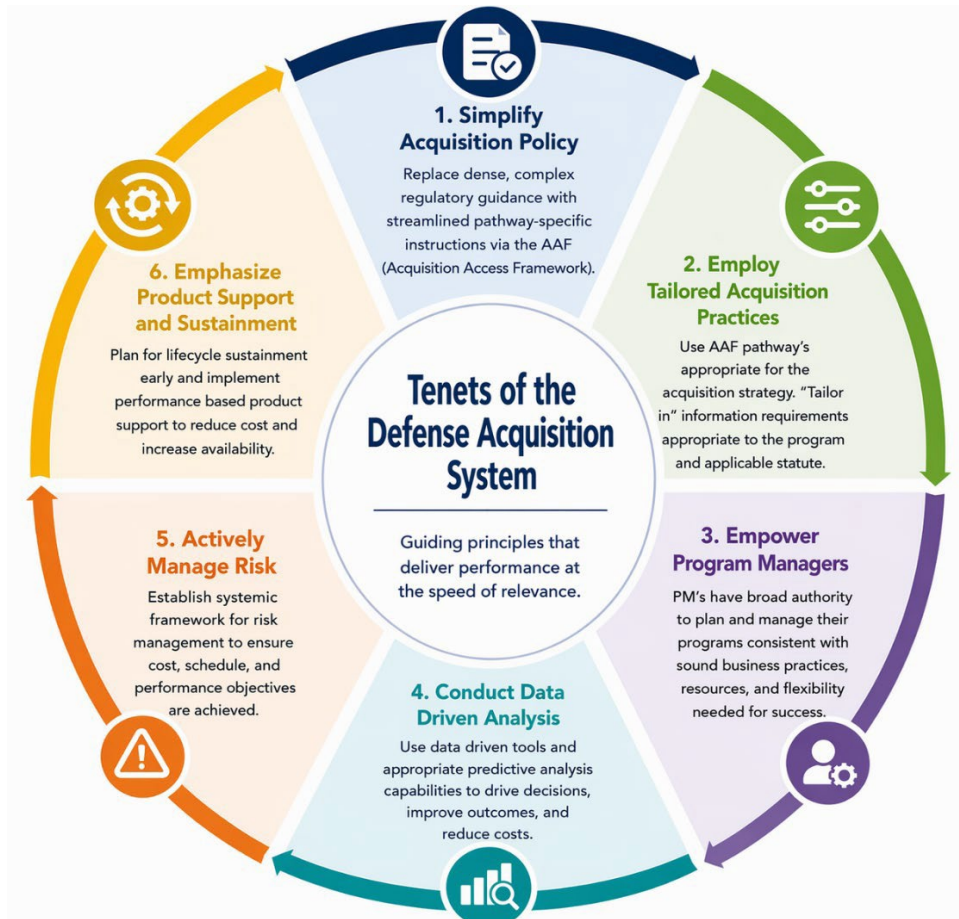 Tenets of the
Defense Acquisition
System
Guiding principles that
deliver performance at
the speed of relevance.
1. Simplify
Acquisition Policy
Replace dense, complex
regulatory guidance with
streamlined pathway-specific
instructions via the AAF
(Acquisition Access Framework).
2. Employ
Tailored Acquisition
Practices
Use AAF pathway's
appropriate for the
acquisition strategy. "Tailor
in" information requirements
appropriate to the program
and applicable statute.
3. Empower
Program Managers
PM's have broad authority
to plan and manage their
programs consistent with
sound business practices,
resources, and flexibility
needed for success.
4. Conduct Data
Driven Analysis
Use data driven tools and
appropriate predictive analysis
capabilities to drive decisions,
improve outcomes, and
reduce costs.
5. Actively
Manage Risk
Establish systemic
framework for risk
management to ensure
cost, schedule, and
performance objectives
are achieved.
6. Emphasize
Product Support
and Sustainment
Plan for lifecycle sustainment
early and implement
performance based product
support to reduce cost and
increase availability.